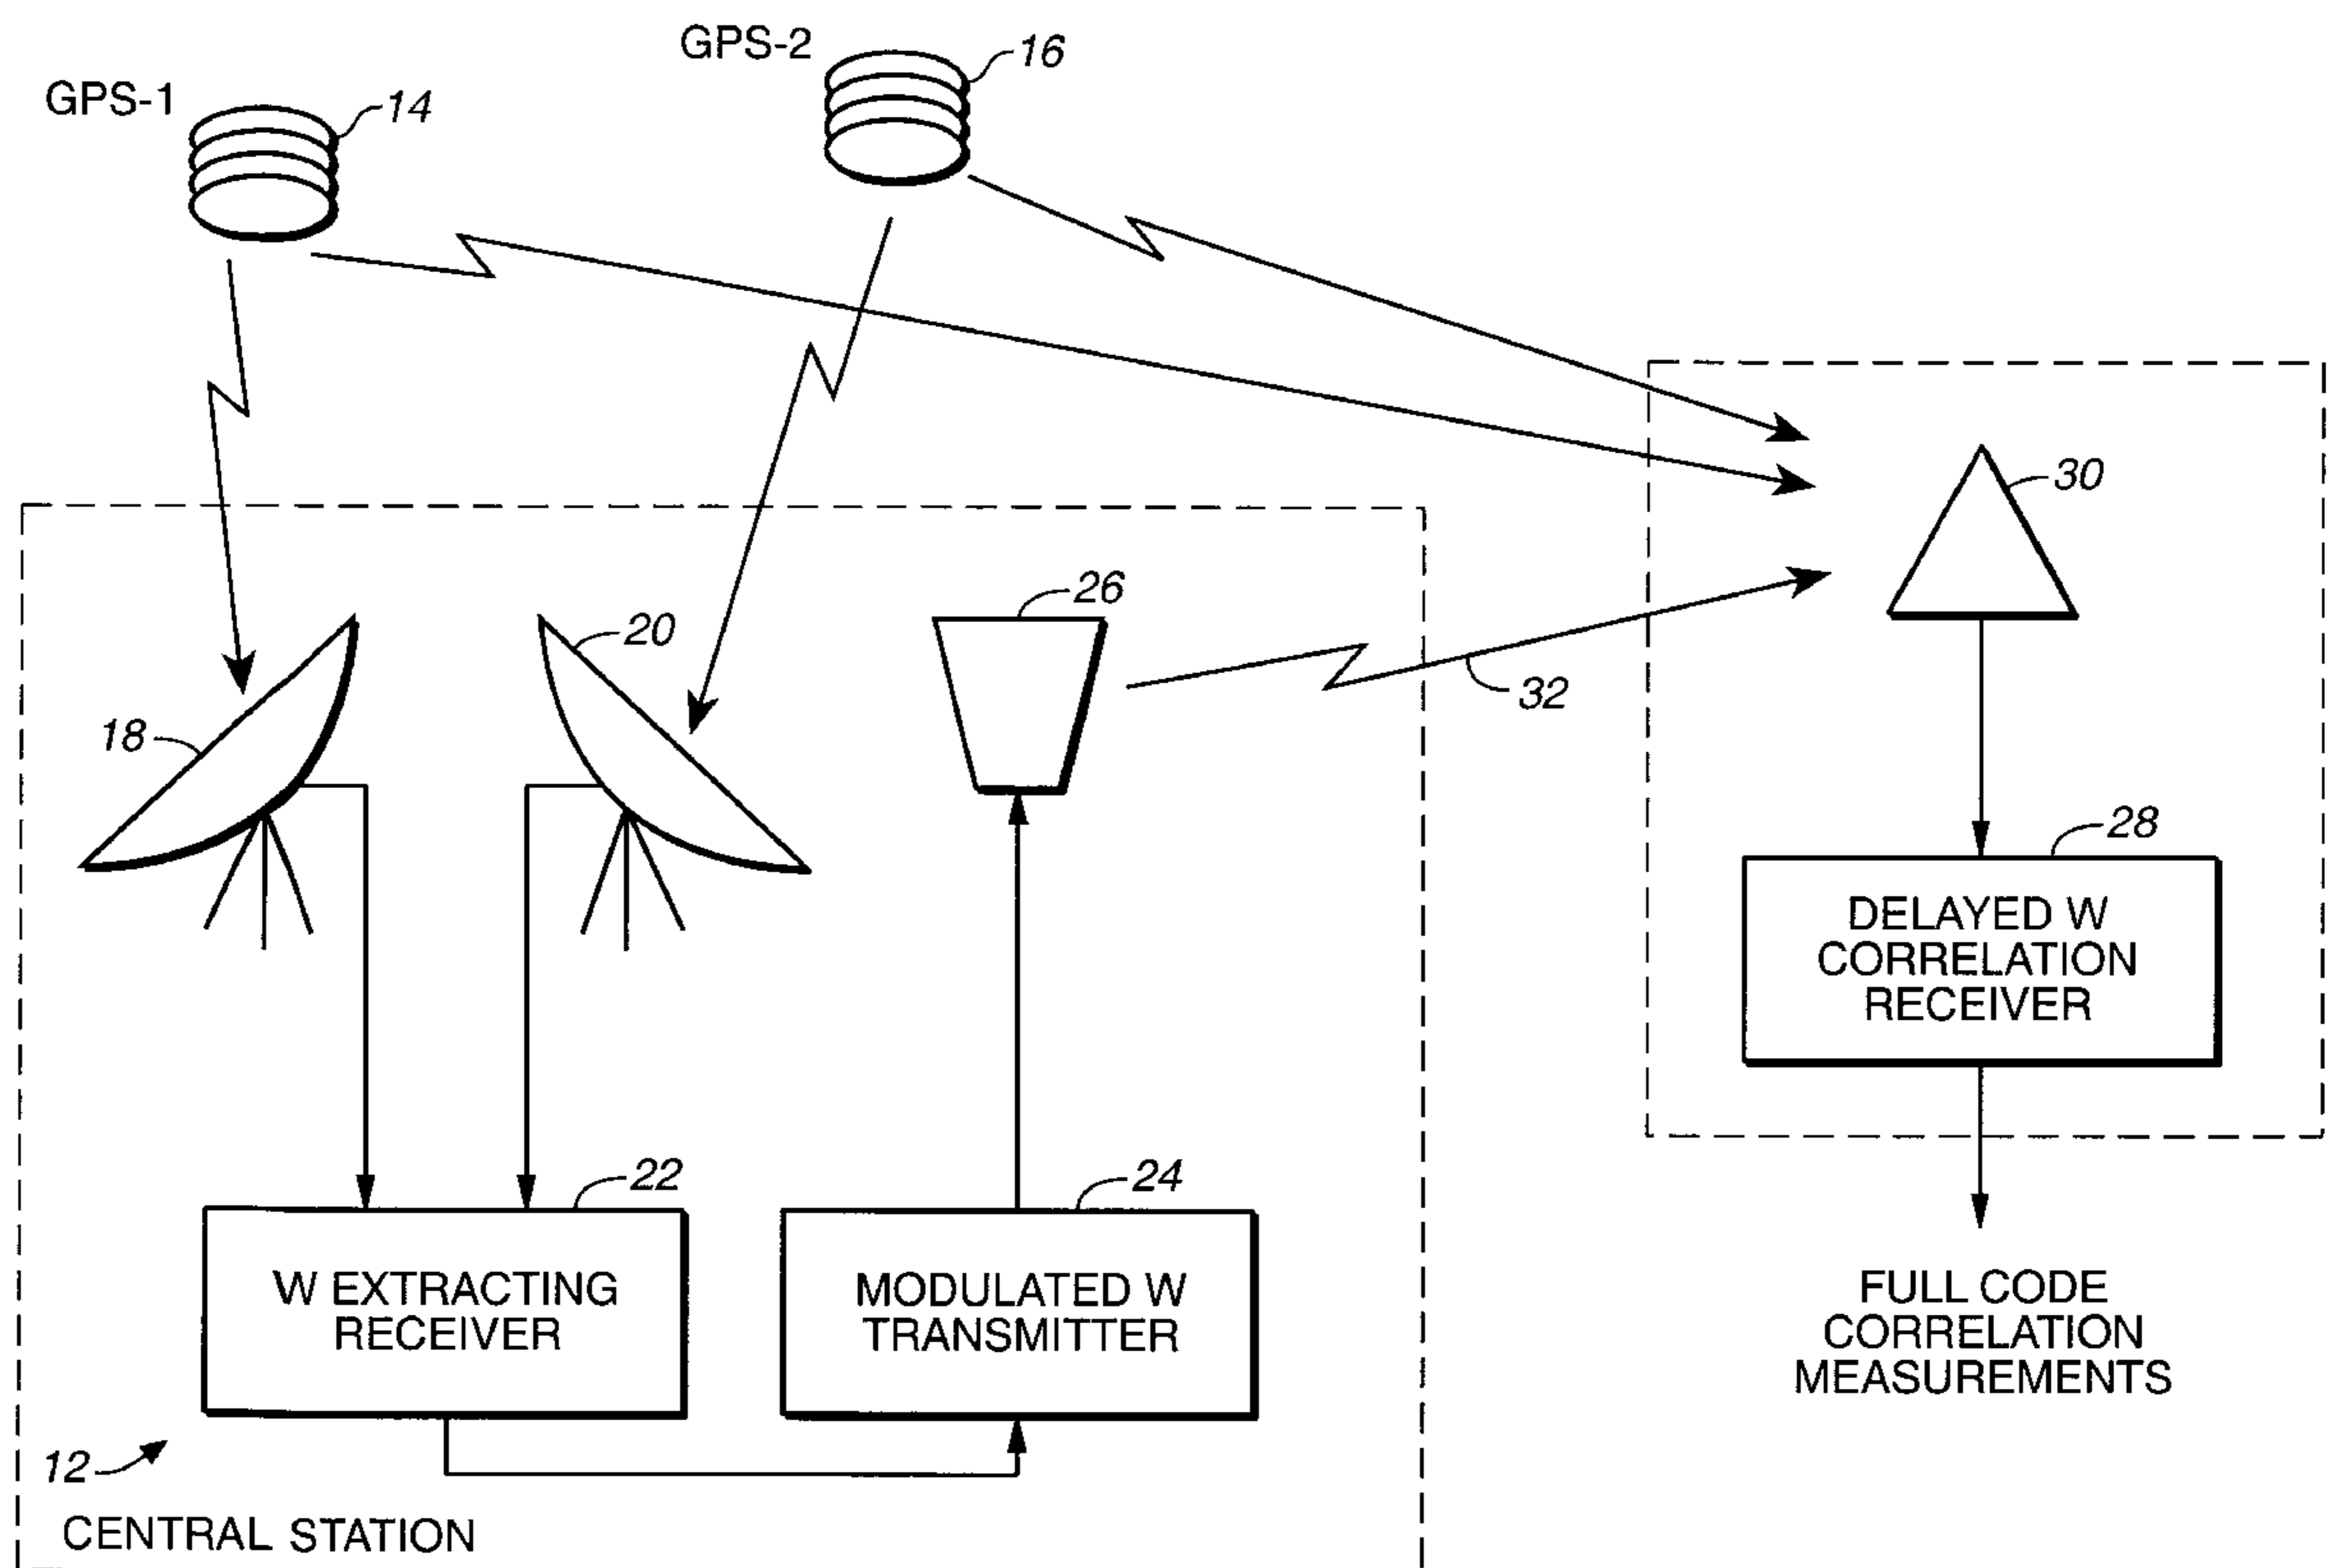 GPS-2
16
GPS-1
14
30
26
20
32
18
28
DELAYED W
CORRELATION
RECEIVER
22
24
W EXTRACTING
RECEIVER
MODULATED W
TRANSMITTER
FULL CODE
CORRELATION
MEASUREMENTS
12
CENTRAL STATION